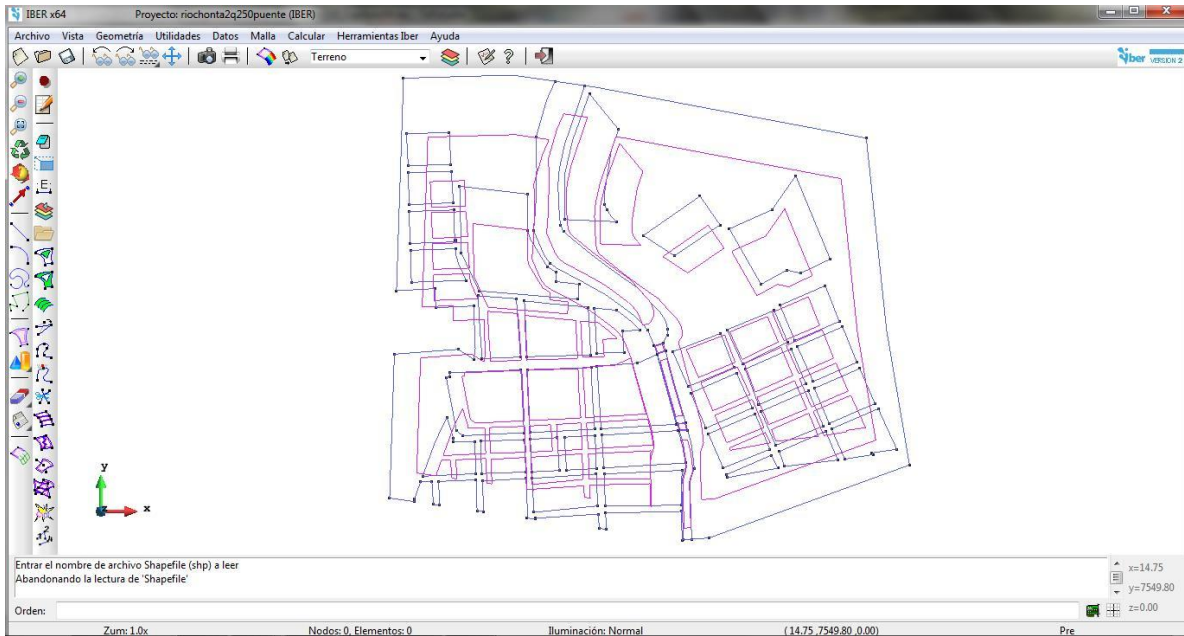 IBER x64 Proyecto: riochonta2q250puente (IBER)
Archivo Vista Geometría Utilidades Datos Malla Calcular Herramientas Iber Ayuda
Terreno
iber VERSION 2
E
y
x
Entrar el nombre de archivo Shapefile (shp) a leer
Abandonando la lectura de 'Shapefile'
x=14.75
y=7549.80
Orden:
z=0.00
Zum: 1.0x Nodos: 0, Elementos: 0 Iluminación: Normal (14.75 ,7549.80 ,0.00) Pre